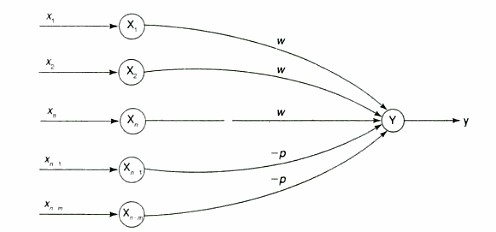 x₁ X₁ w
x₂ X₂ w
xₙ Xₙ w Y y
xₙ ₁ Xₙ ₁ −p
xₙ ₘ Xₙ ₘ −p